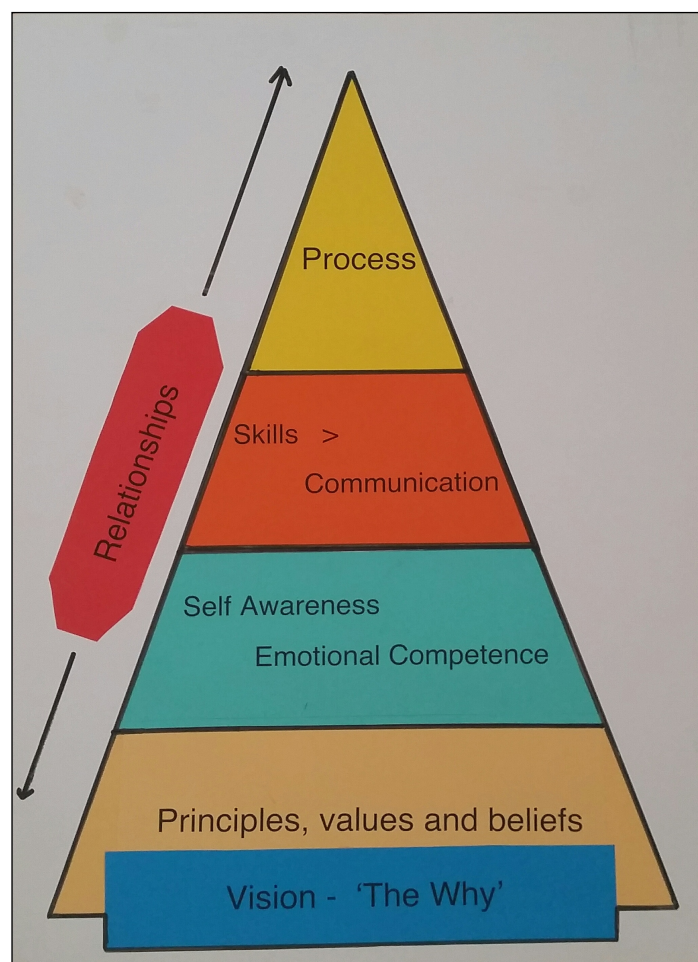 Process
Skills >
Communication
Relationships
Self Awareness
Emotional Competence
Principles, values and beliefs
Vision - ‘The Why’